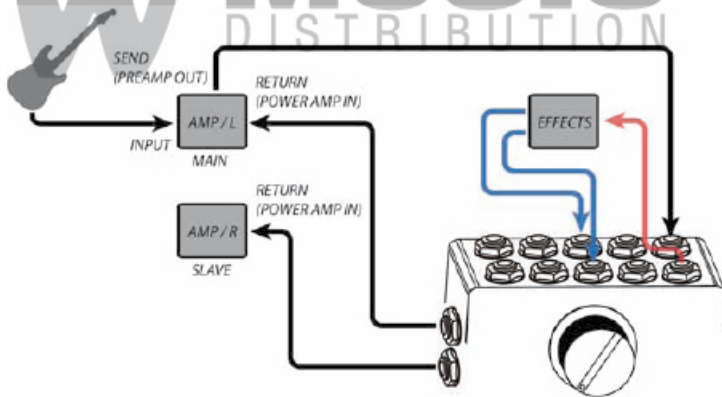 DISTRIBUTION
SEND
(PREAMP OUT)
RETURN
(POWER AMP IN)
AMP / L
INPUT
MAIN
EFFECTS
RETURN
(POWER AMP IN)
AMP / R
SLAVE